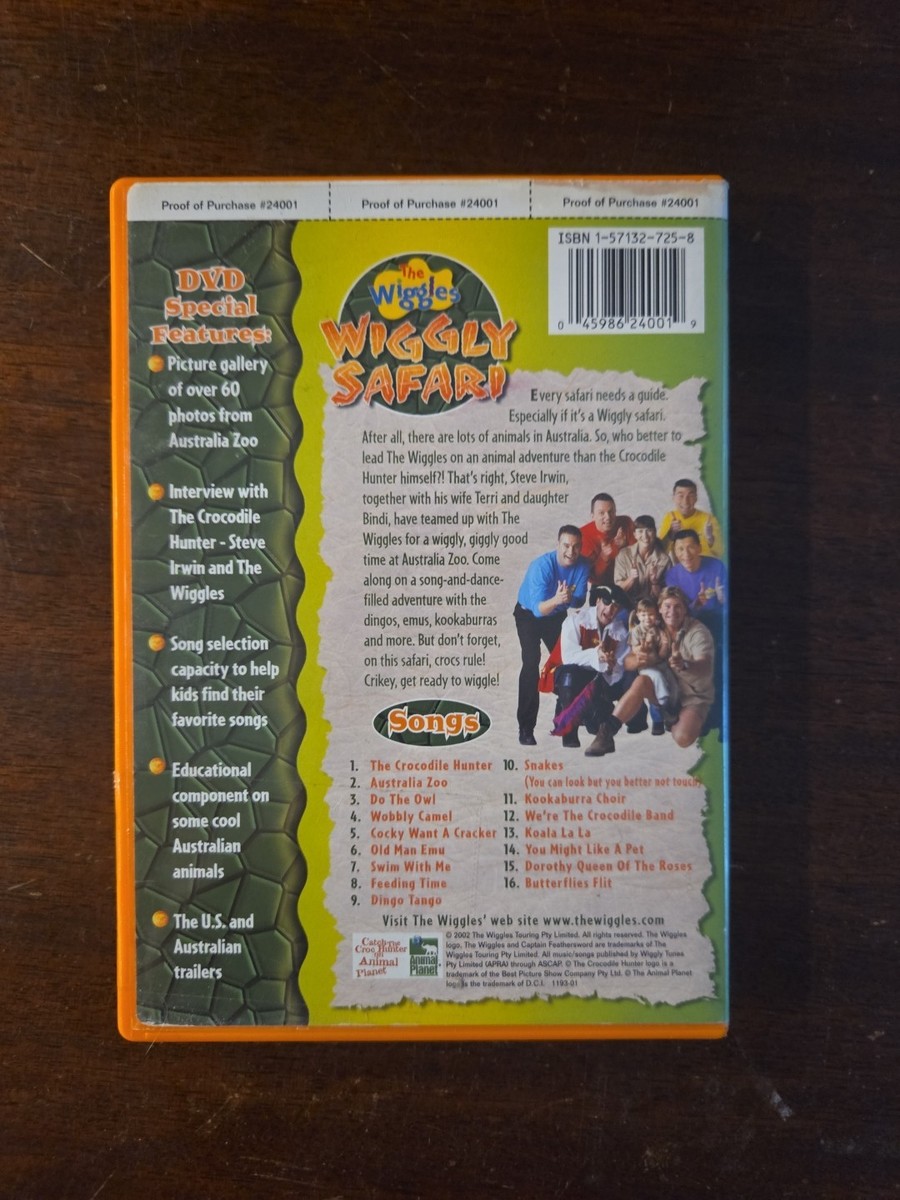 Proof of Purchase #24001
Proof of Purchase #24001
Proof of Purchase #24001
ISBN 1-57132-725-8
0 45986 24001 9
DVD
Special
Features:
Picture gallery
of over 60
photos from
Australia Zoo
Interview with
The Crocodile
Hunter - Steve
Irwin and The
Wiggles
Song selection
capacity to help
kids find their
favorite songs
Educational
component on
some cool
Australian
animals
The U.S. and
Australian
trailers
The
Wiggles
WIGGLY
SAFARI
Every safari needs a guide.
Especially if it's a Wiggly safari.
After all, there are lots of animals in Australia. So, who better to
lead The Wiggles on an animal adventure than the Crocodile
Hunter himself?! That's right, Steve Irwin,
together with his wife Terri and daughter
Bindi, have teamed up with The
Wiggles for a wiggly, giggly good
time at Australia Zoo. Come
along on a song-and-dance-
filled adventure with the
dingos, emus, kookaburras
and more. But don't forget,
on this safari, crocs rule!
Crikey, get ready to wiggle!
Songs
1. The Crocodile Hunter
2. Australia Zoo
3. Do The Owl
4. Wobbly Camel
5. Cocky Want A Cracker
6. Old Man Emu
7. Swim With Me
8. Feeding Time
9. Dingo Tango
10. Snakes
(You can look but you better not touch)
11. Kookaburra Choir
12. We're The Crocodile Band
13. Koala La La
14. You Might Like A Pet
15. Dorothy Queen Of The Roses
16. Butterflies Flit
Visit The Wiggles' web site www.thewiggles.com
Catch The
Croc Hunter
on
Animal
Planet
Animal
Planet
© 2002 The Wiggles Touring Pty Limited. All rights reserved. The Wiggles
logo, The Wiggles and Captain Feathersword are trademarks of The
Wiggles Touring Pty Limited. All music/songs published by Wiggly Tunes
Pty Limited (APRA) through ASCAP. © The Crocodile Hunter logo is a
trademark of the Best Picture Show Company Pty Ltd. © The Animal Planet
logo is the trademark of D.C.I. 1193-01